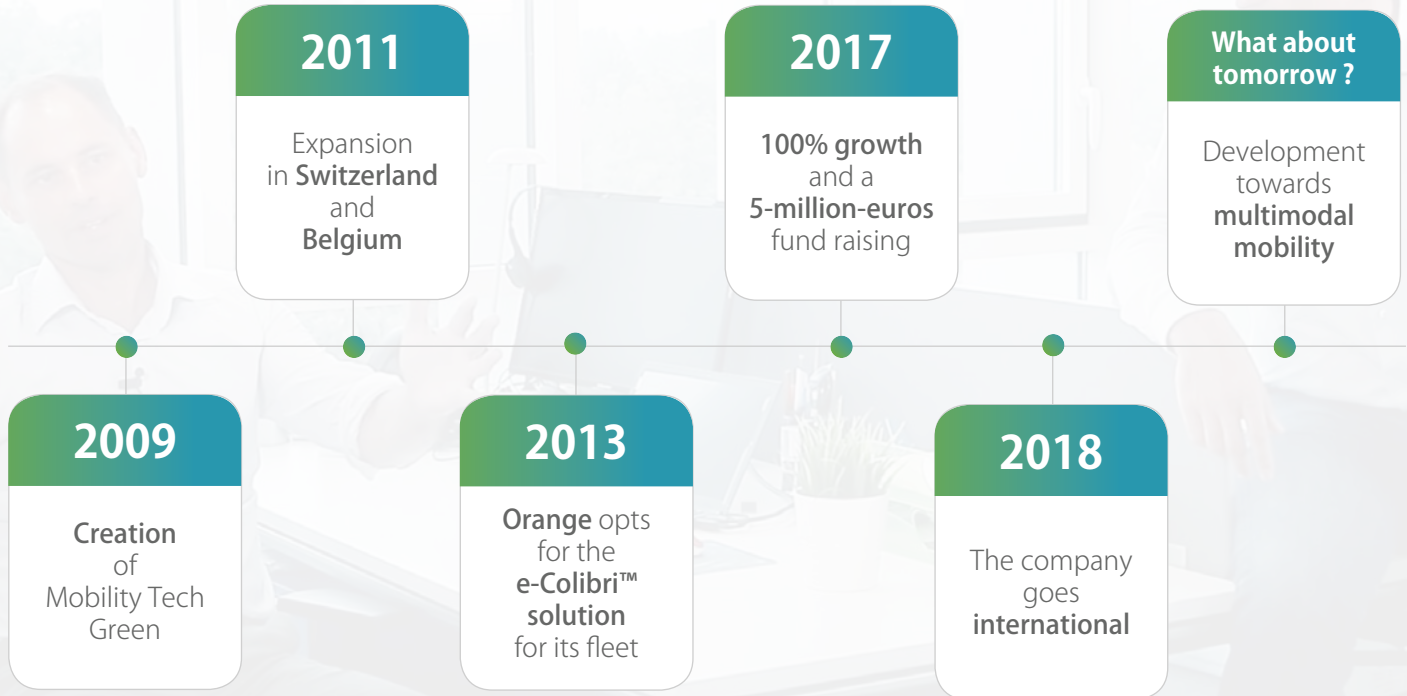 2009
Creation
of
Mobility Tech
Green
2011
Expansion
in Switzerland
and
Belgium
2013
Orange opts
for the
e-Colibri™
solution
for its fleet
2017
100% growth
and a
5-million-euros
fund raising
2018
The company
goes
international
What about
tomorrow ?
Development
towards
multimodal
mobility